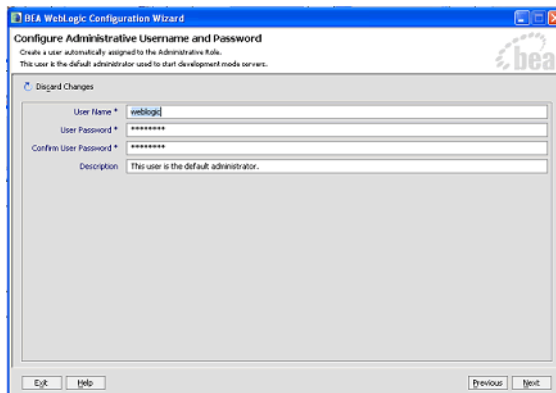 BEA WebLogic Configuration Wizard
Configure Administrative Username and Password
Create a user automatically assigned to the Administrative Role.
This user is the default administrator used to start development mode servers.
bea
Discard Changes
User Name * weblogic
User Password * ********
Confirm User Password * ********
Description This user is the default administrator.
Exit Help Previous Next